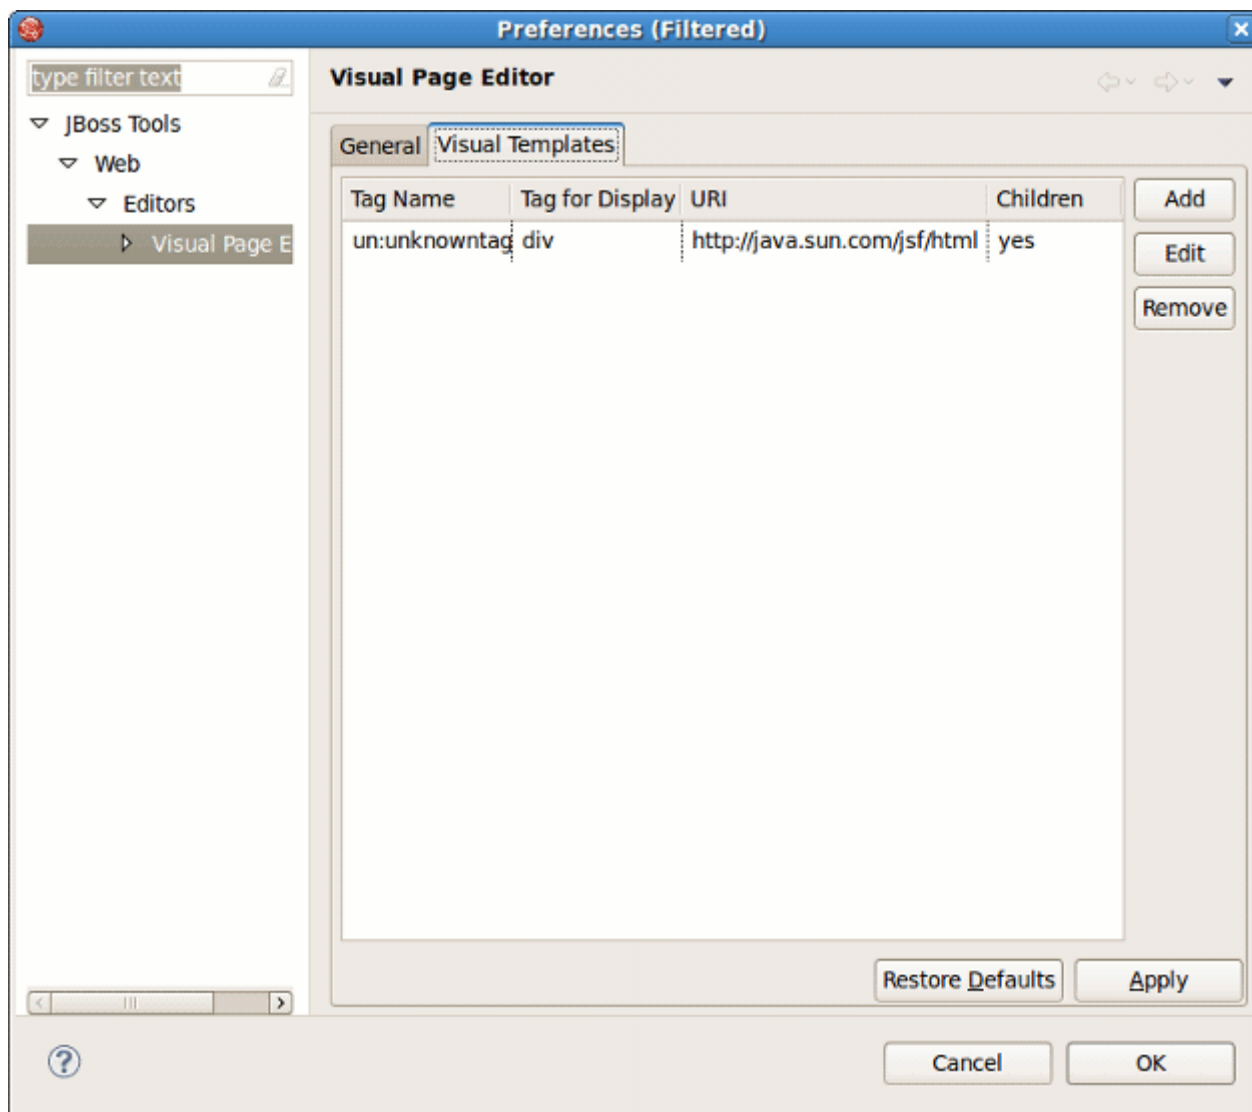 Preferences (Filtered)
type filter text
JBoss Tools
Web
Editors
Visual Page E
Visual Page Editor
General Visual Templates
Tag Name Tag for Display URI Children
un:unknowntag div http://java.sun.com/jsf/html yes
Add
Edit
Remove
Restore Defaults Apply
Cancel OK